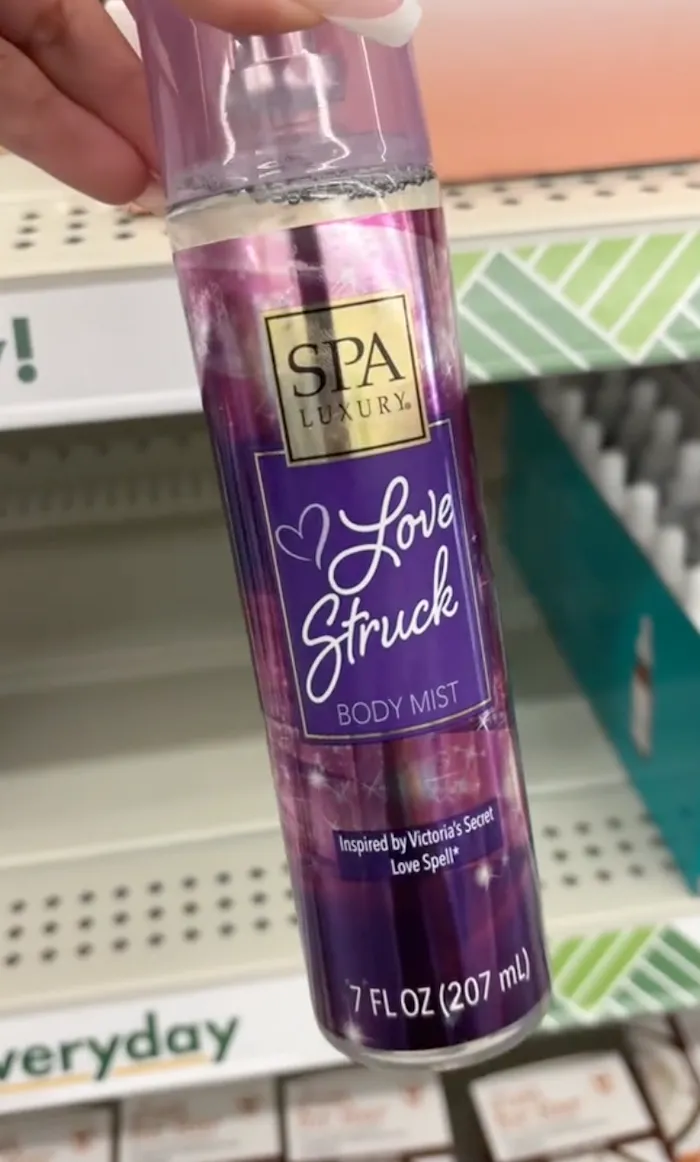 !
SPA
LUXURY®
Love
Struck
BODY MIST
Inspired by Victoria's Secret
Love Spell*
7 FL OZ (207 mL)
veryday